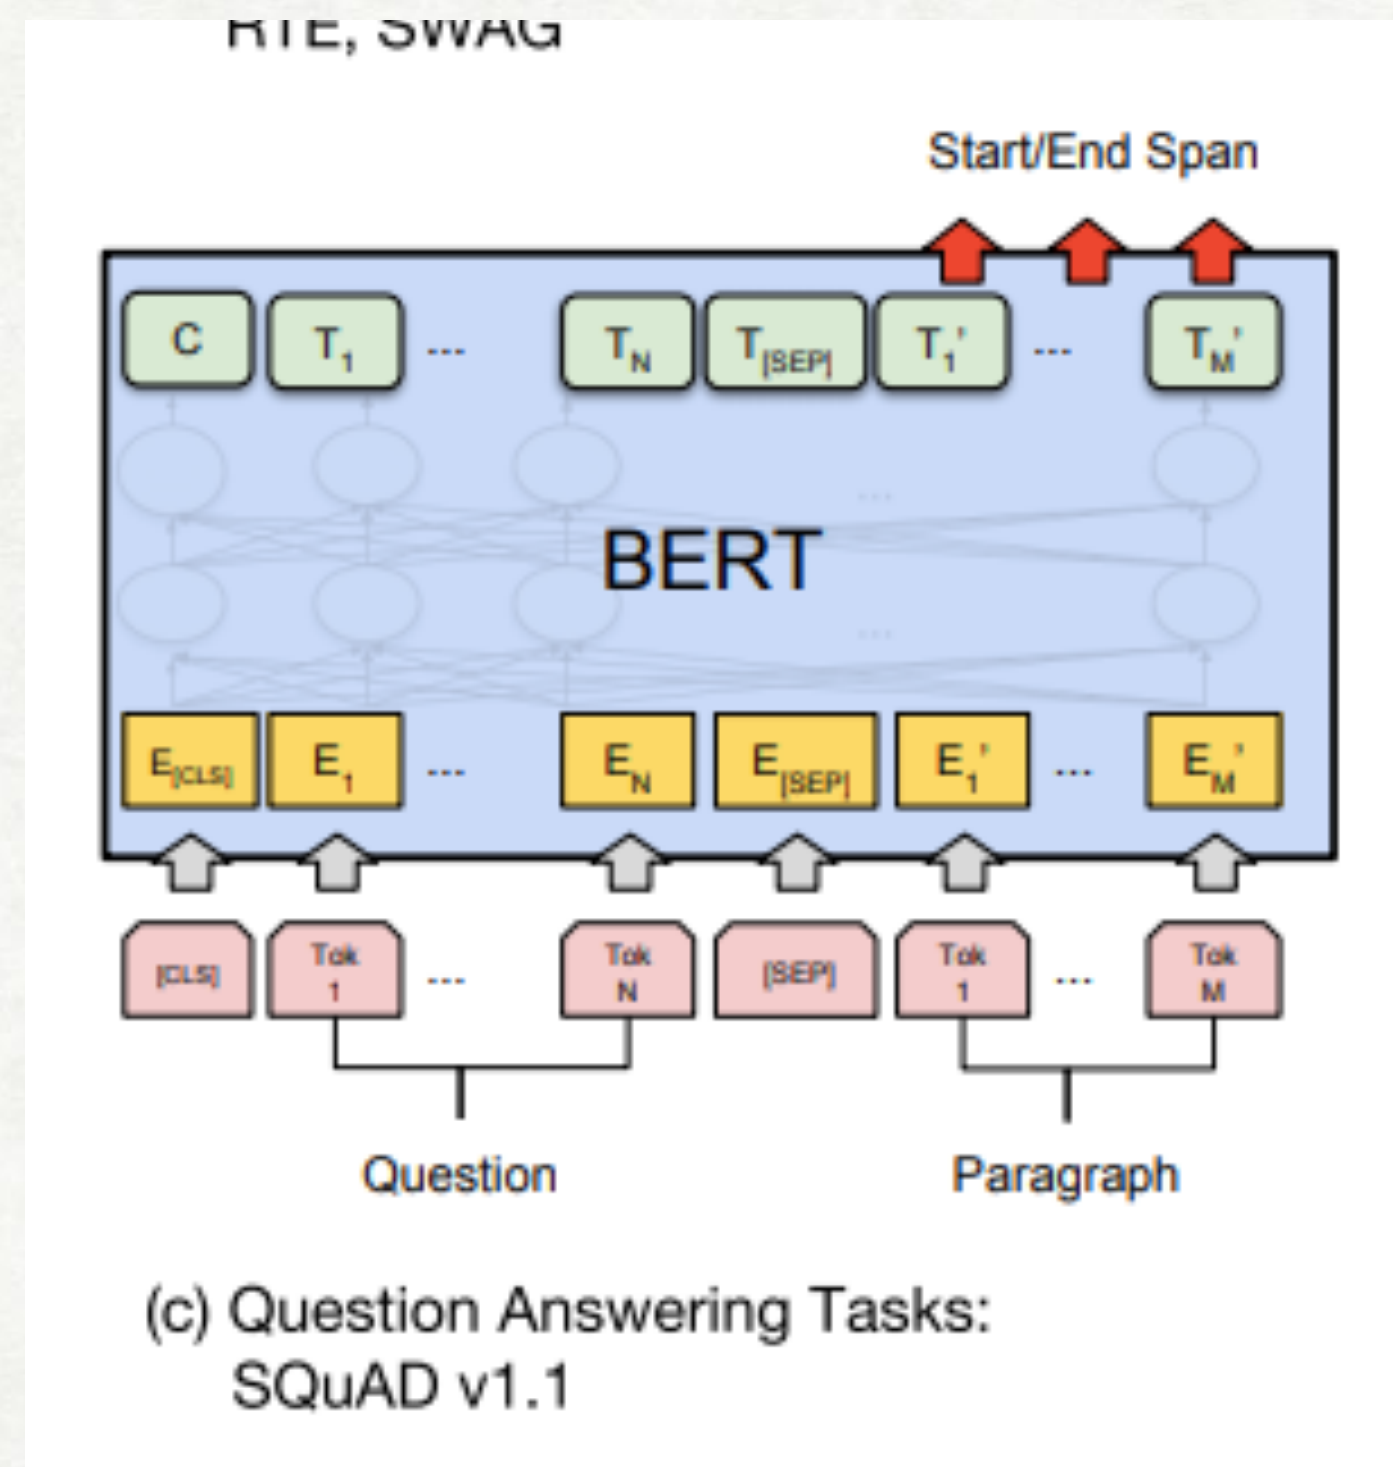 RTE, SWAG
Start/End Span
C T1 ... TN T[SEP] T1' ... TM'
...
BERT
...
E[CLS] E1 ... EN E[SEP] E1' ... EM'
[CLS] Tok 1 ... Tok N [SEP] Tok 1 ... Tok M
Question Paragraph
(c) Question Answering Tasks:
SQuAD v1.1